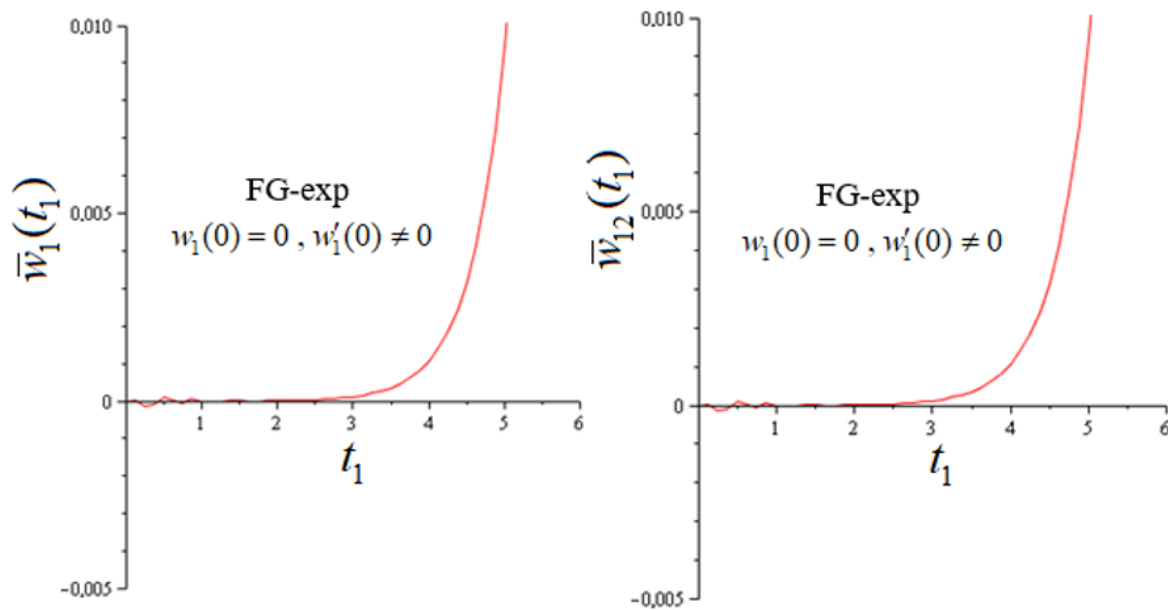 0.010
0.005
0
-0.005
1 2 3 4 5 6
w̄₁(t₁)
FG-exp
w₁(0) = 0 , w₁′(0) ≠ 0
t₁
0.010
0.005
0
-0.005
1 2 3 4 5 6
w̄₁₂(t₁)
FG-exp
w₁(0) = 0 , w₁′(0) ≠ 0
t₁